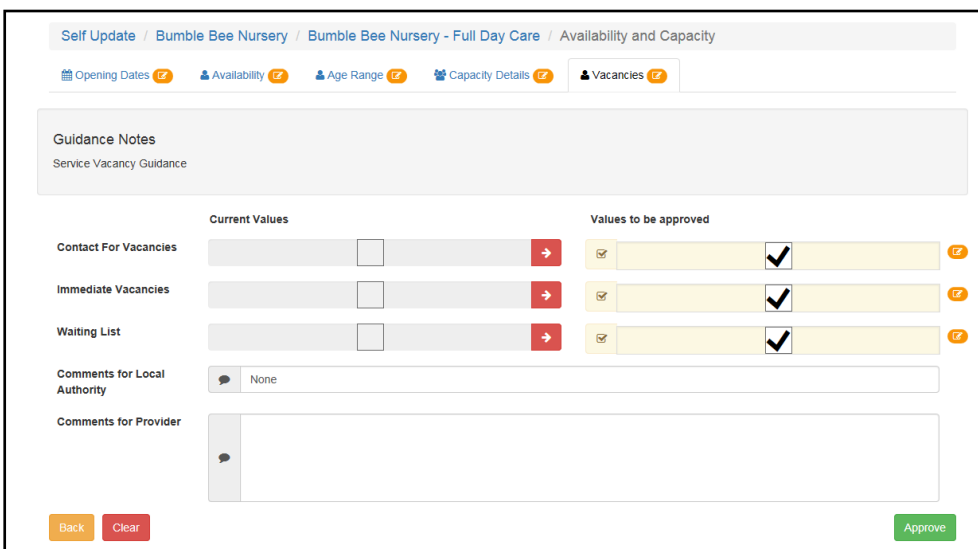 Self Update / Bumble Bee Nursery / Bumble Bee Nursery - Full Day Care / Availability and Capacity
Opening Dates Availability Age Range Capacity Details Vacancies
Guidance Notes
Service Vacancy Guidance
Current Values Values to be approved
Contact For Vacancies
Immediate Vacancies
Waiting List
Comments for Local
Authority
None
Comments for Provider
Back Clear Approve